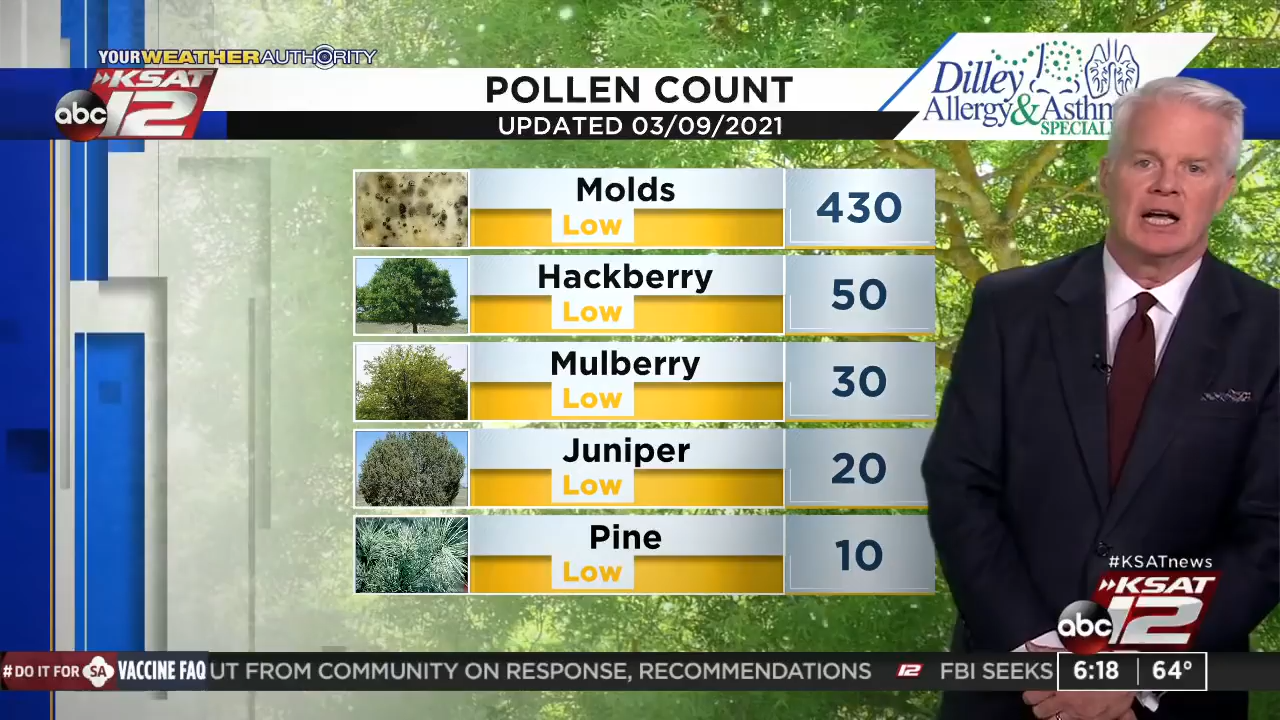 YOURWEATHERAUTHORITY
KSAT
abc 12
POLLEN COUNT
UPDATED 03/09/2021
Dilley
Allergy&Asthm
SPECIAL
Molds
Low
430
Hackberry
Low
50
Mulberry
Low
30
Juniper
Low
20
Pine
Low
10
#KSATnews
KSAT
abc 12
#DO IT FOR SA VACCINE FAQ UT FROM COMMUNITY ON RESPONSE, RECOMMENDATIONS 12 FBI SEEKS 6:18 64°